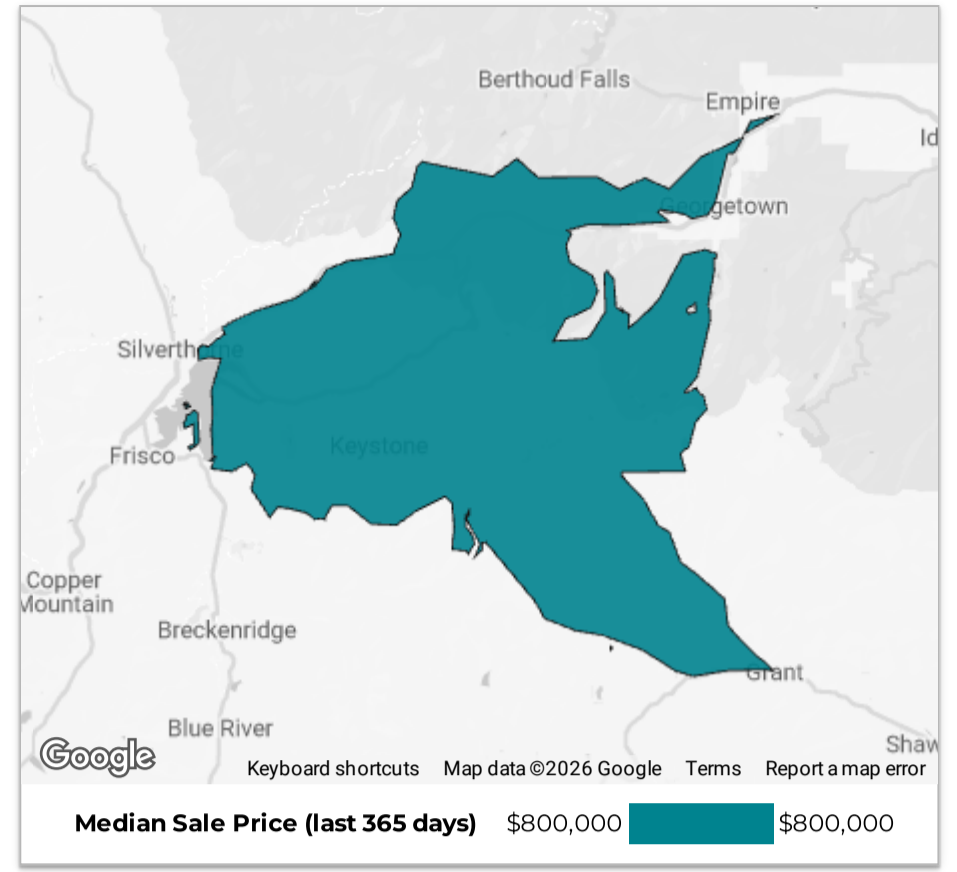 Berthoud Falls
Empire
Id
Georgetown
Silverthorne
Keystone
Frisco
Copper
Mountain
Breckenridge
Grant
Blue River
Shaw
Google
Keyboard shortcuts Map data ©2026 Google Terms Report a map error
Median Sale Price (last 365 days) $800,000 $800,000